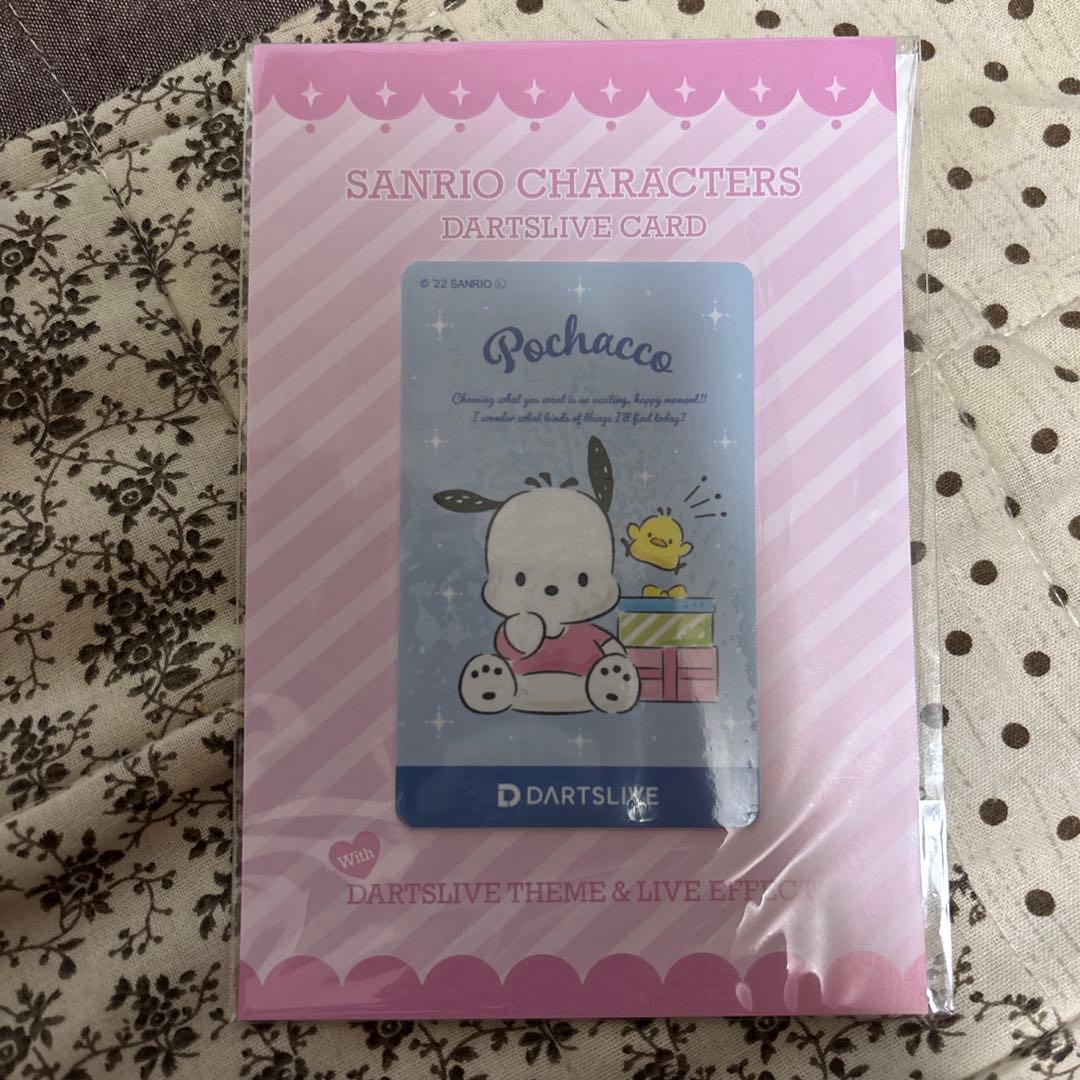 SANRIO CHARACTERS
DARTSLIVE CARD
© '22 SANRIO Ⓛ
Pochacco
Choosing what you want is an exciting, happy moment!!
I wonder what kinds of things I'll find today?
DARTSLIVE
With
DARTSLIVE THEME & LIVE EFFECT